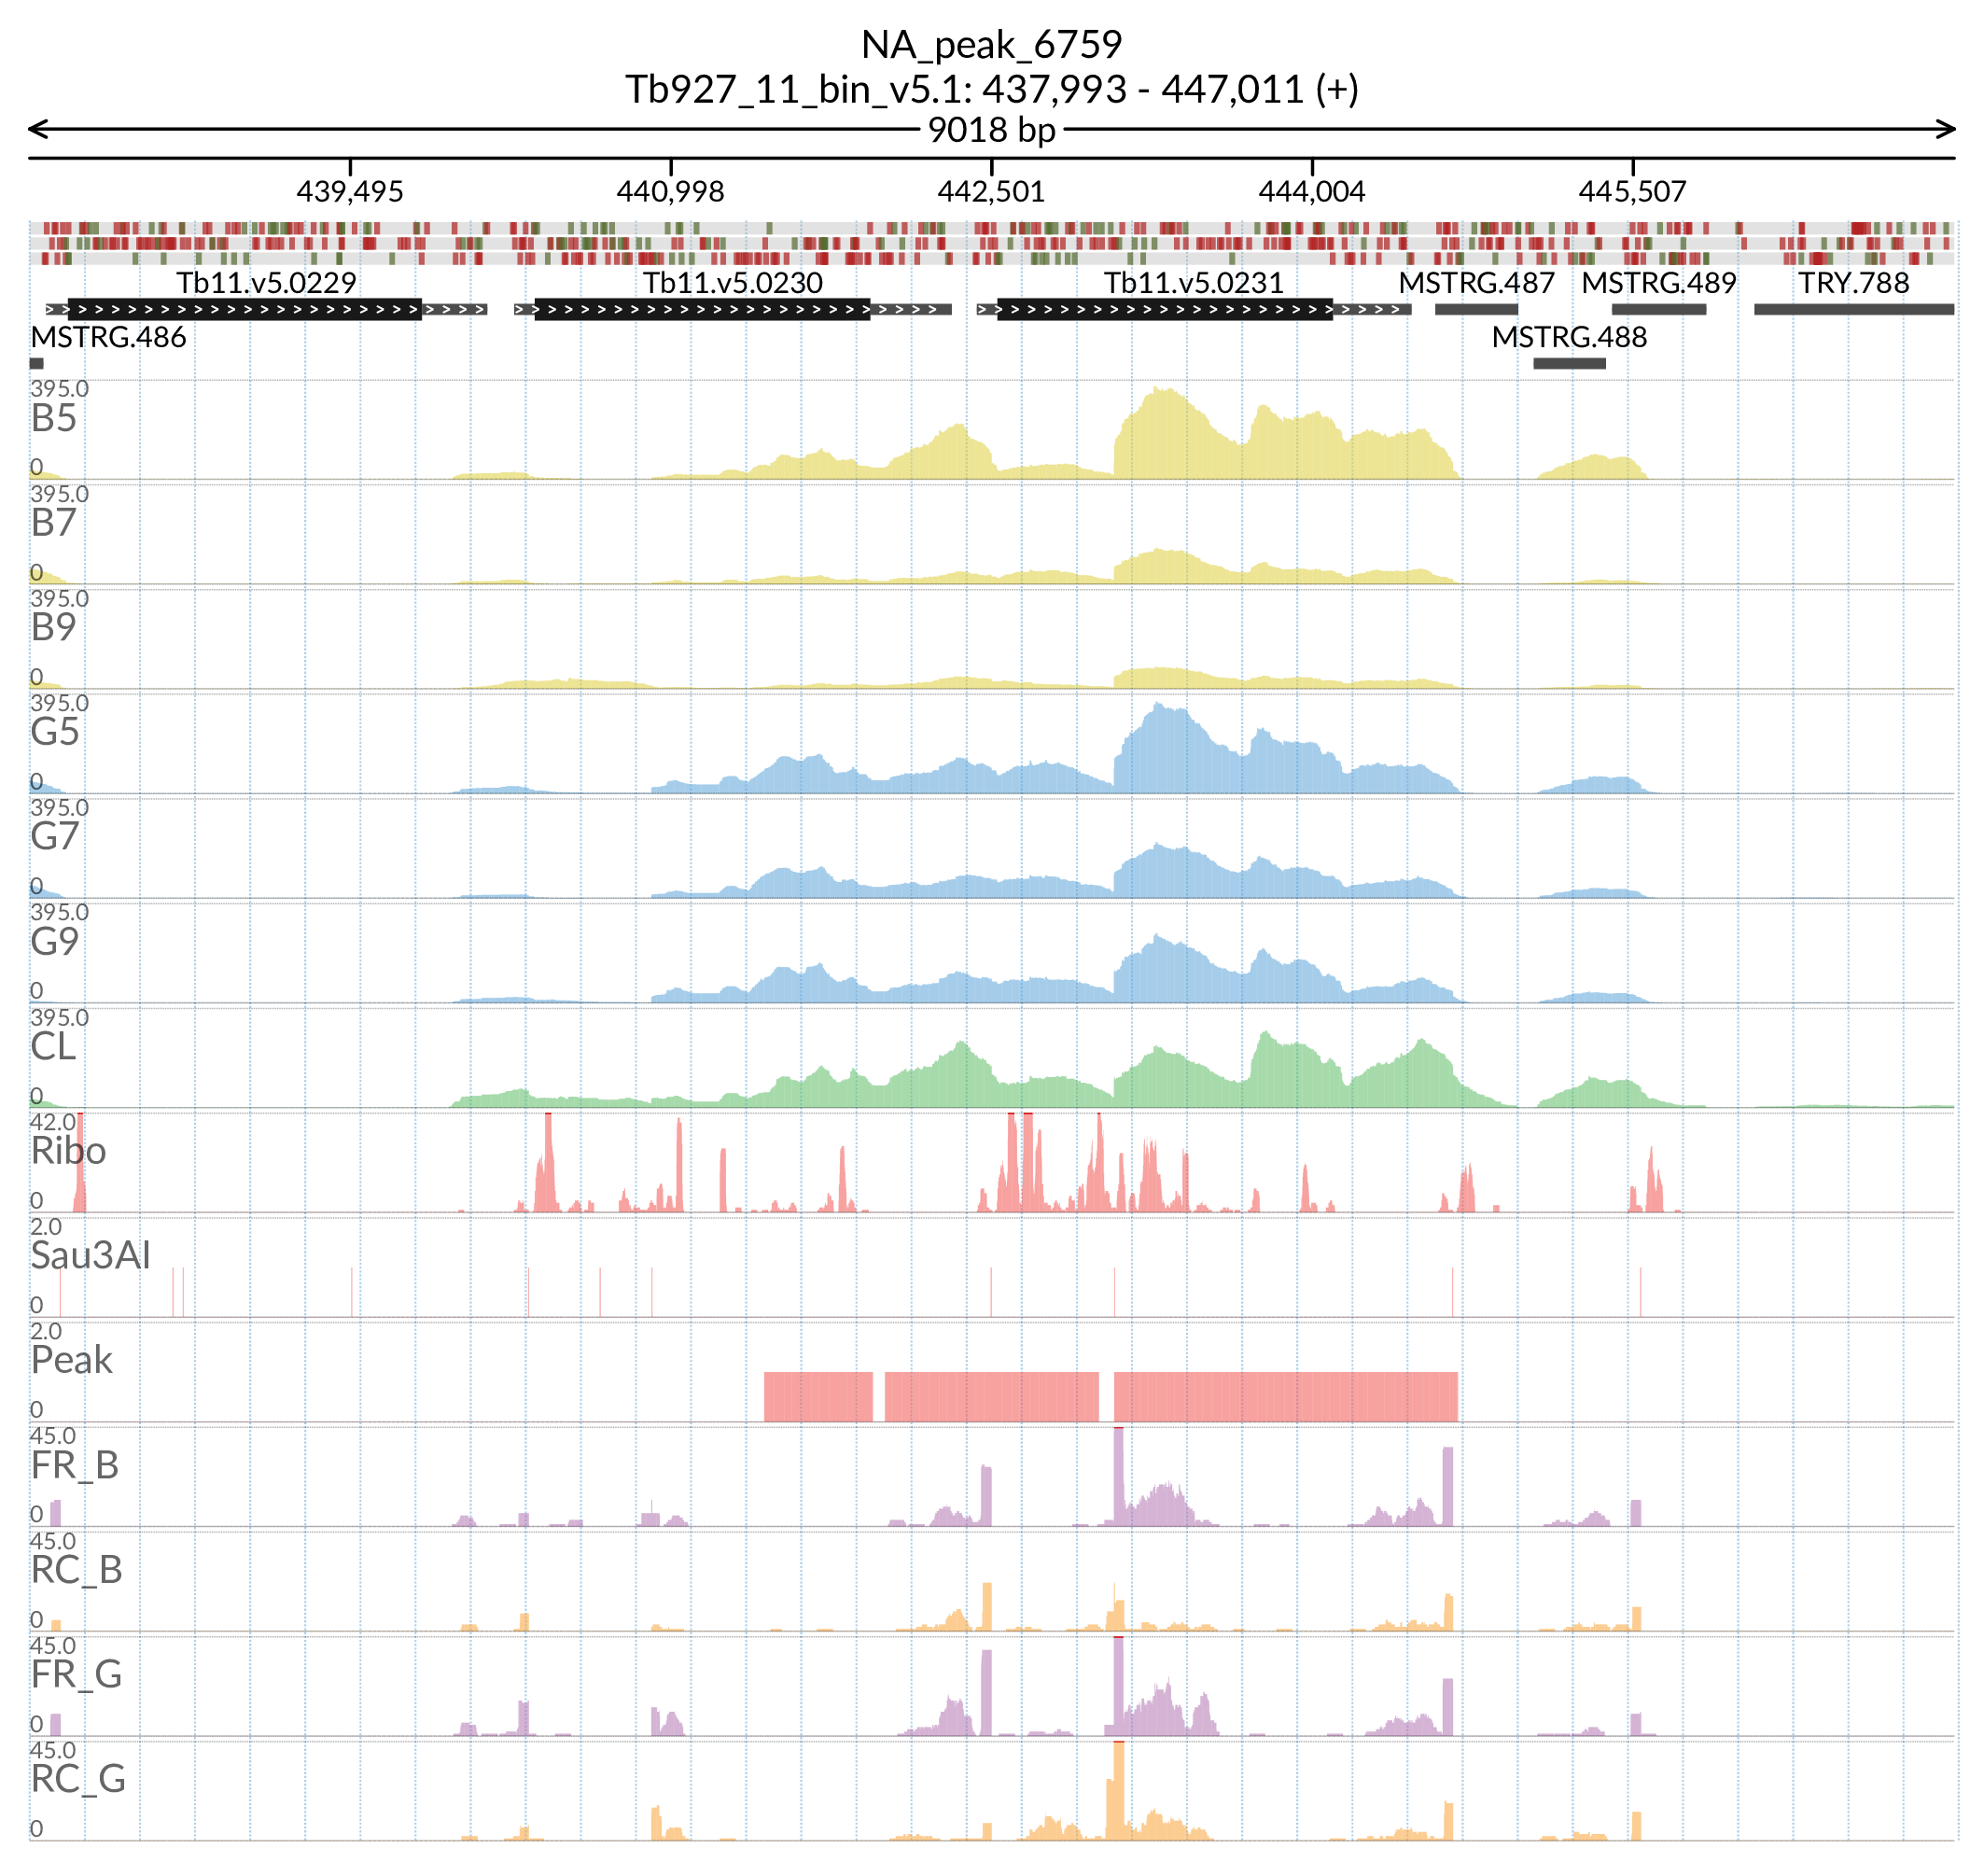 NA_peak_6759
Tb927_11_bin_v5.1: 437,993 - 447,011 (+)
9018 bp
439,495 440,998 442,501 444,004 445,507
Tb11.v5.0229 Tb11.v5.0230 Tb11.v5.0231 MSTRG.487 MSTRG.489 TRY.788
MSTRG.486 MSTRG.488
395.0
B5
0
395.0
B7
0
395.0
B9
0
395.0
G5
0
395.0
G7
0
395.0
G9
0
395.0
CL
0
42.0
Ribo
0
2.0
Sau3AI
0
2.0
Peak
0
45.0
FR_B
0
45.0
RC_B
0
45.0
FR_G
0
45.0
RC_G
0